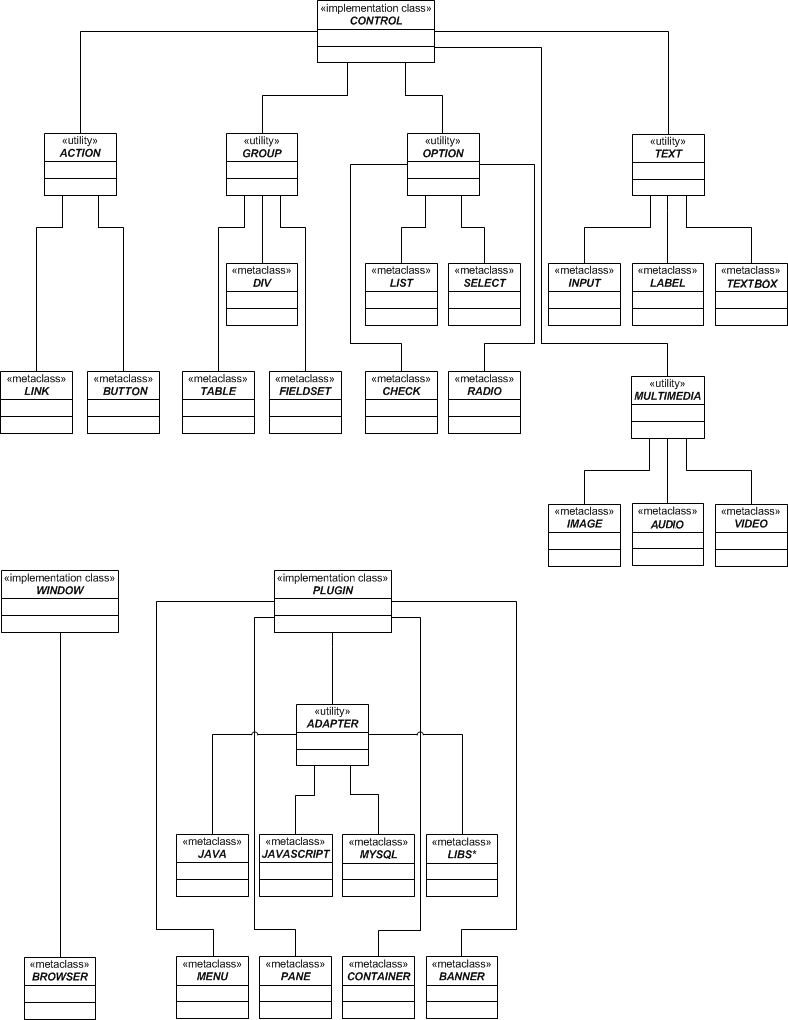 «implementation class»
CONTROL
«utility»
ACTION
«utility»
GROUP
«utility»
OPTION
«utility»
TEXT
«metaclass»
DIV
«metaclass»
LIST
«metaclass»
SELECT
«metaclass»
INPUT
«metaclass»
LABEL
«metaclass»
TEXTBOX
«metaclass»
LINK
«metaclass»
BUTTON
«metaclass»
TABLE
«metaclass»
FIELDSET
«metaclass»
CHECK
«metaclass»
RADIO
«utility»
MULTIMEDIA
«metaclass»
IMAGE
«metaclass»
AUDIO
«metaclass»
VIDEO
«implementation class»
WINDOW
«implementation class»
PLUGIN
«utility»
ADAPTER
«metaclass»
JAVA
«metaclass»
JAVASCRIPT
«metaclass»
MYSQL
«metaclass»
LIBS*
«metaclass»
BROWSER
«metaclass»
MENU
«metaclass»
PANE
«metaclass»
CONTAINER
«metaclass»
BANNER